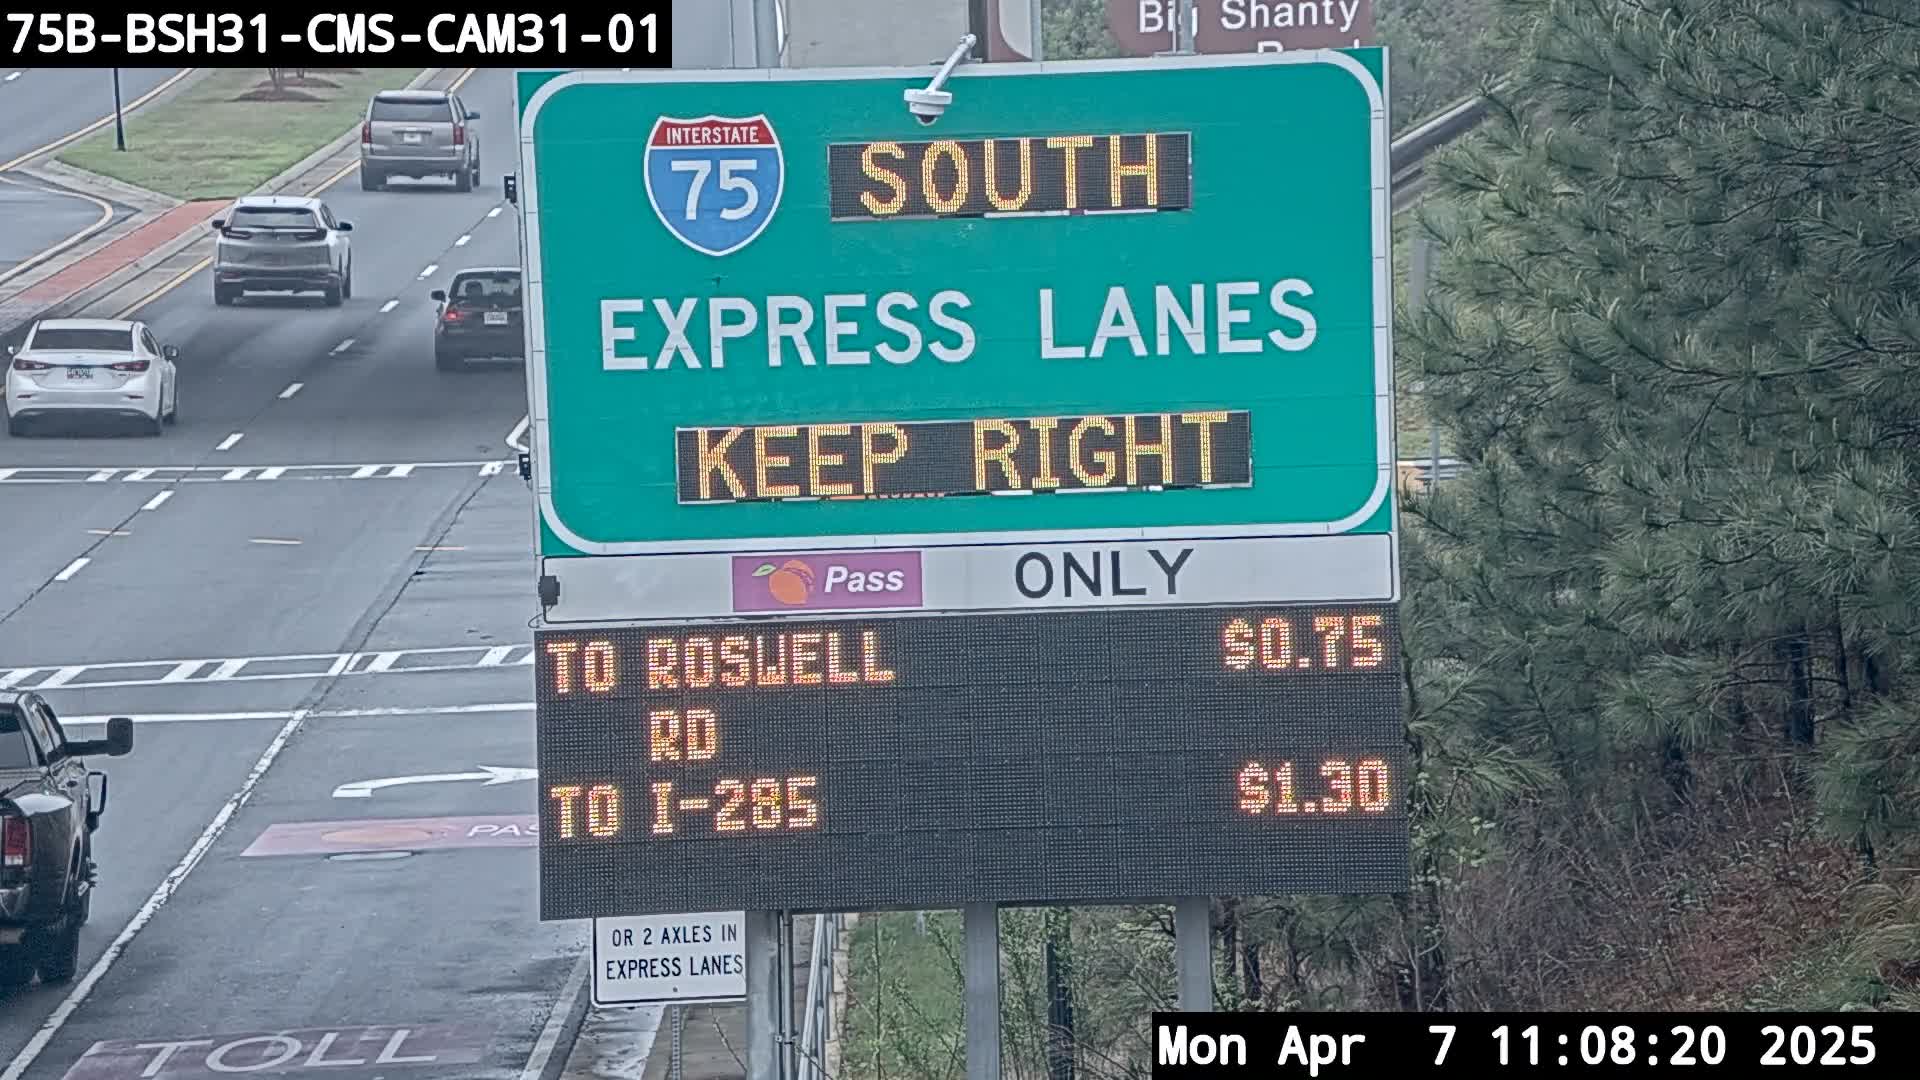 75B-BSH31-CMS-CAM31-01
Big Shanty
Road
INTERSTATE
75
SOUTH
EXPRESS LANES
KEEP RIGHT
Pass
ONLY
TO ROSWELL $0.75
RD
TO I-285 $1.30
OR 2 AXLES IN
EXPRESS LANES
TOLL
Mon Apr 7 11:08:20 2025